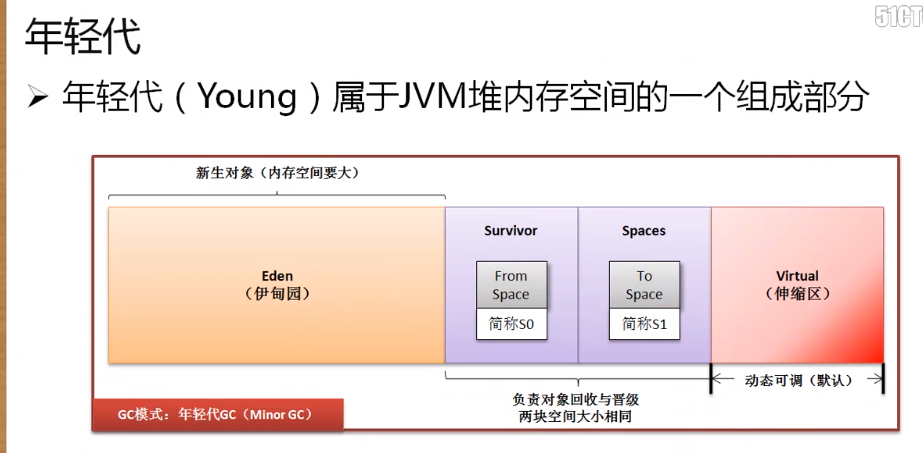 51CT
年轻代
➢ 年轻代（Young）属于JVM堆内存空间的一个组成部分
新生对象（内存空间要大）
Eden
（伊甸园）
Survivor
From
Space
简称S0
Spaces
To
Space
简称S1
Virtual
（伸缩区）
动态可调（默认）
负责对象回收与晋级
两块空间大小相同
GC模式：年轻代GC（Minor GC）